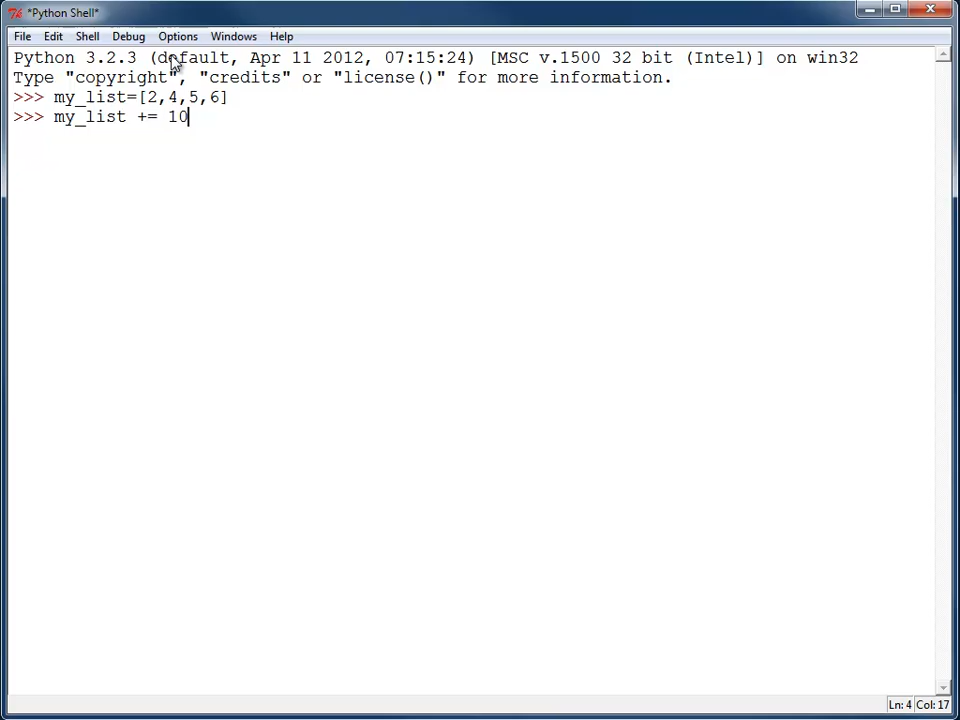 *Python Shell*
File Edit Shell Debug Options Windows Help
Python 3.2.3 (default, Apr 11 2012, 07:15:24) [MSC v.1500 32 bit (Intel)] on win32
Type "copyright", "credits" or "license()" for more information.
>>> my_list=[2,4,5,6]
>>> my_list += 10
Ln: 4 Col: 17